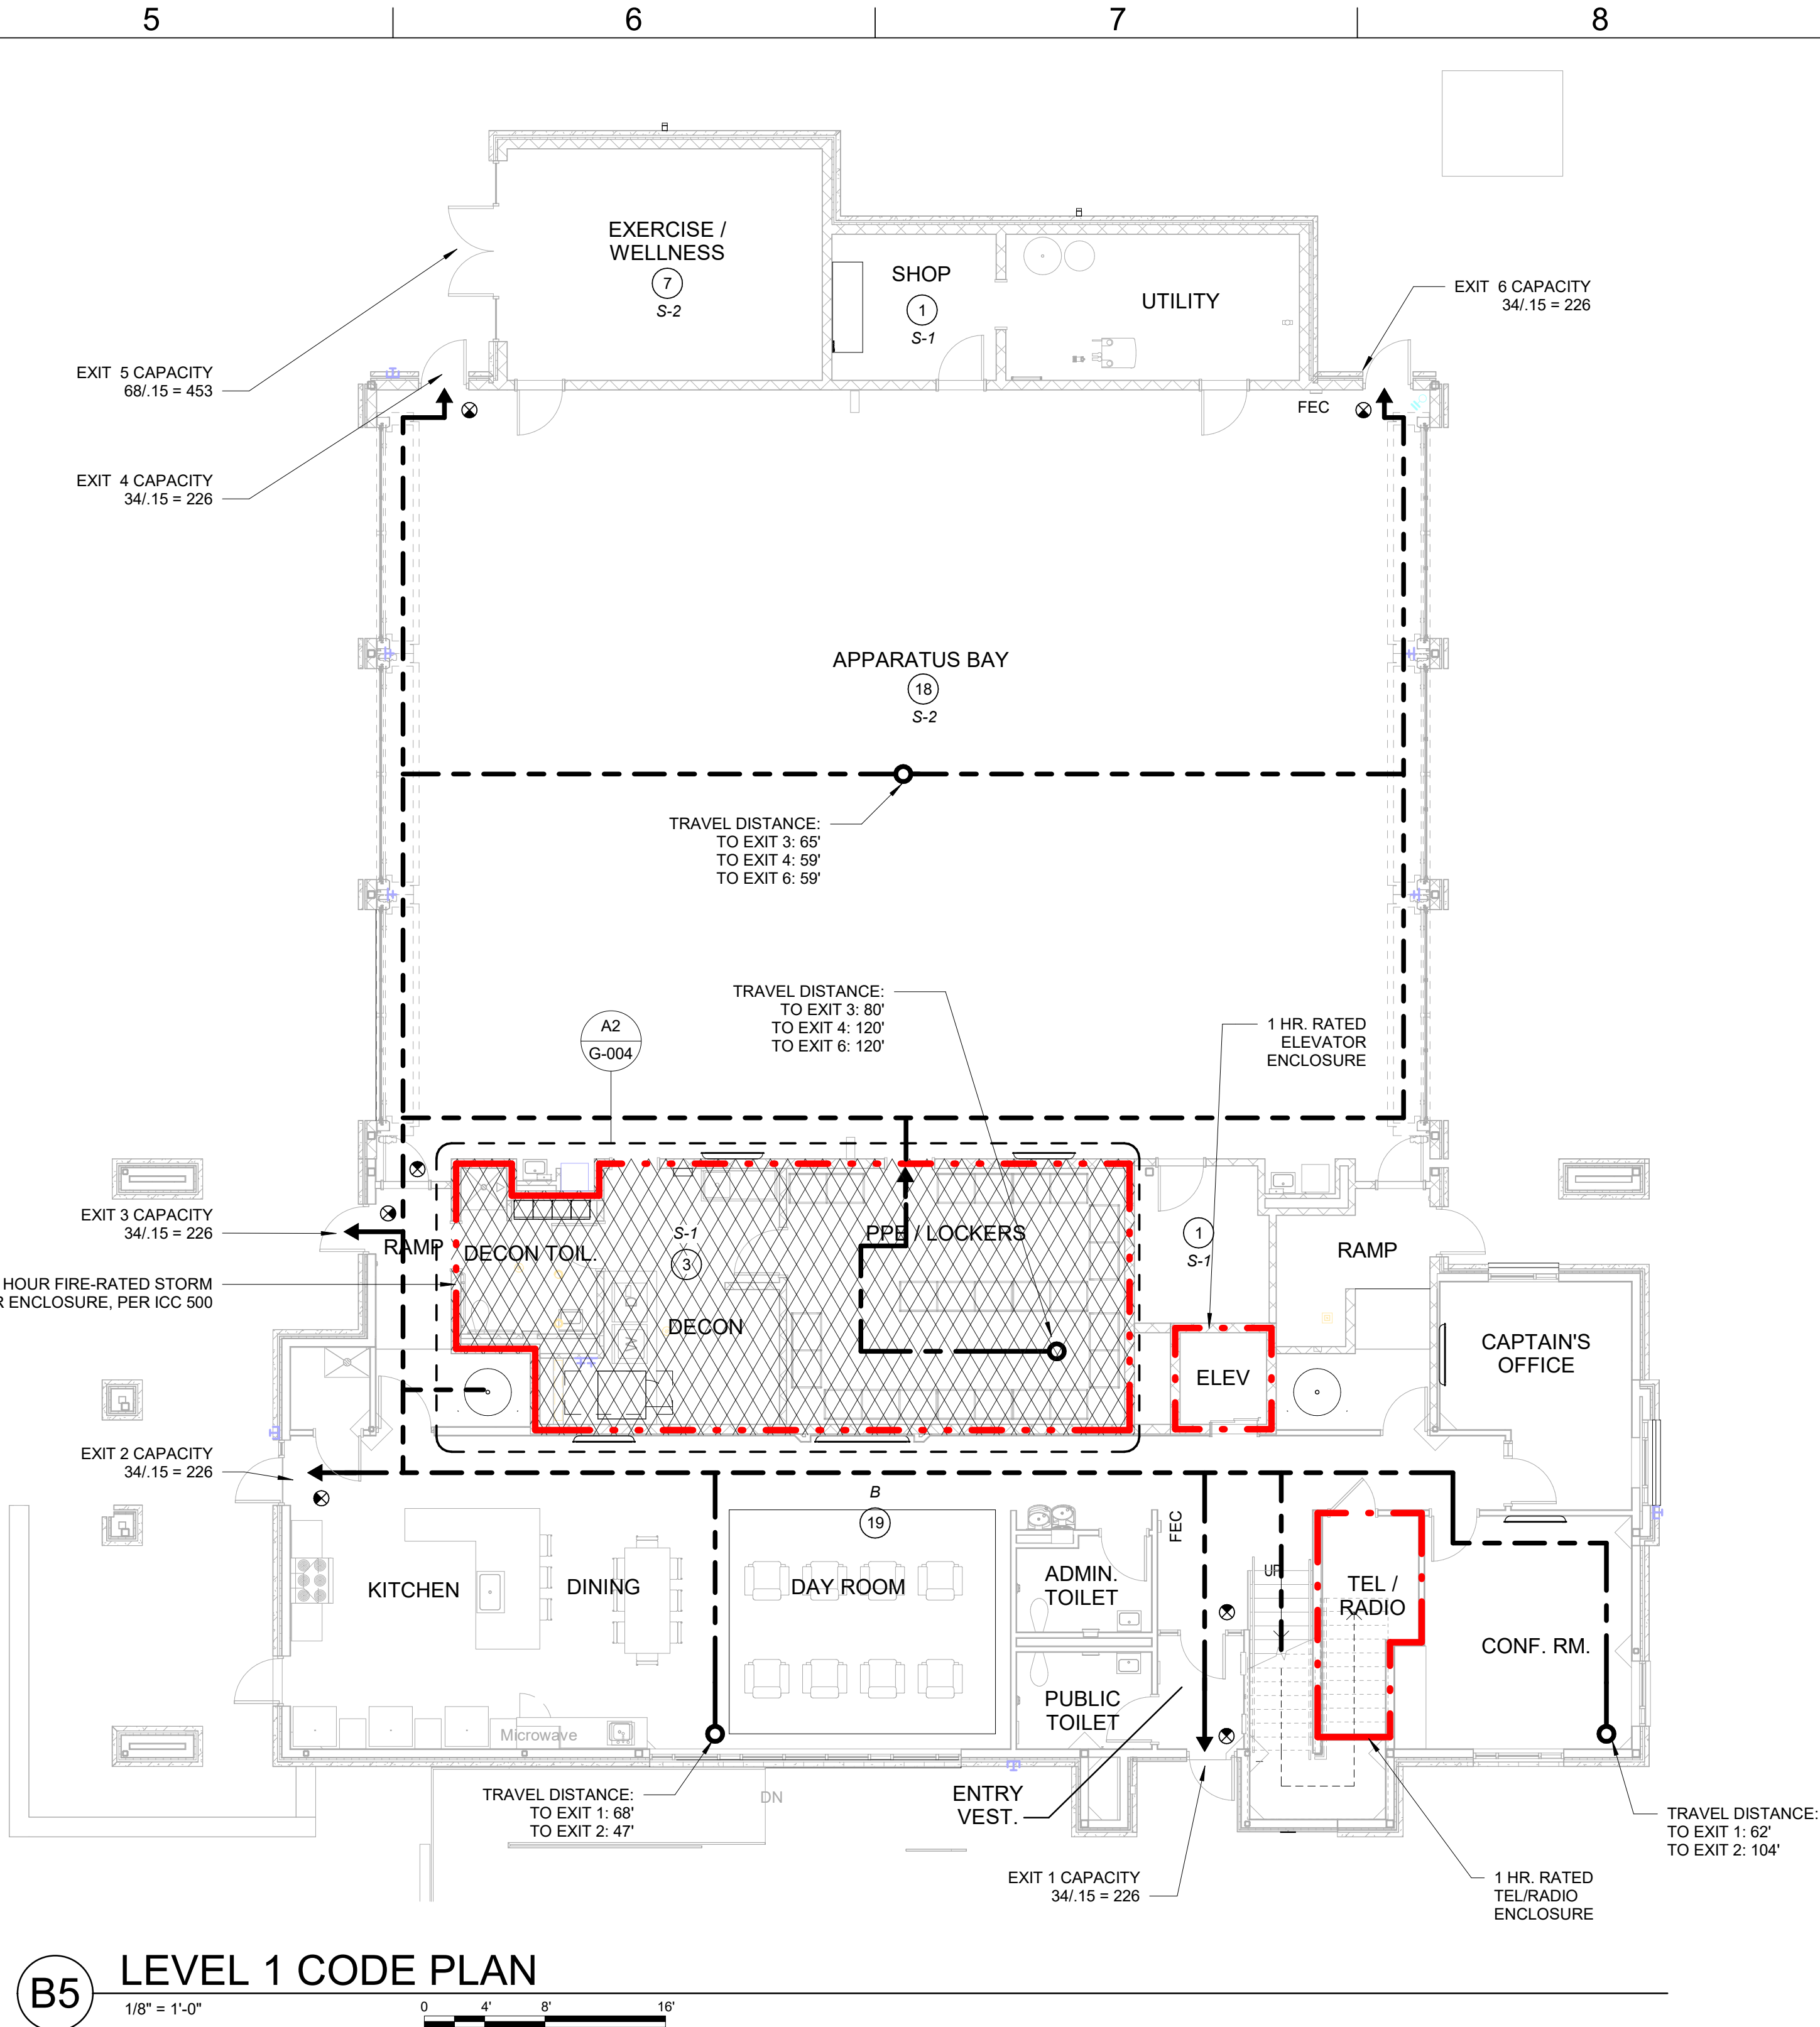 5
6
7
8
EXERCISE /
WELLNESS
7
S-2
SHOP
1
S-1
UTILITY
EXIT 6 CAPACITY
34/.15 = 226
EXIT 5 CAPACITY
68/.15 = 453
FEC
EXIT 4 CAPACITY
34/.15 = 226
APPARATUS BAY
18
S-2
TRAVEL DISTANCE:
TO EXIT 3: 65'
TO EXIT 4: 59'
TO EXIT 6: 59'
TRAVEL DISTANCE:
TO EXIT 3: 80'
TO EXIT 4: 120'
TO EXIT 6: 120'
A2
G-004
1 HR. RATED
ELEVATOR
ENCLOSURE
EXIT 3 CAPACITY
34/.15 = 226
RAMP
DECON TOIL.
S-1
3
PPE / LOCKERS
1
S-1
RAMP
HOUR FIRE-RATED STORM
R ENCLOSURE, PER ICC 500
DECON
ELEV
CAPTAIN'S
OFFICE
EXIT 2 CAPACITY
34/.15 = 226
B
19
FEC
KITCHEN
DINING
DAY ROOM
ADMIN.
TOILET
UP
TEL /
RADIO
CONF. RM.
PUBLIC
TOILET
Microwave
TRAVEL DISTANCE:
TO EXIT 1: 68'
TO EXIT 2: 47'
DN
ENTRY
VEST.
TRAVEL DISTANCE:
TO EXIT 1: 62'
TO EXIT 2: 104'
EXIT 1 CAPACITY
34/.15 = 226
1 HR. RATED
TEL/RADIO
ENCLOSURE
B5
LEVEL 1 CODE PLAN
1/8" = 1'-0"
0 4' 8' 16'